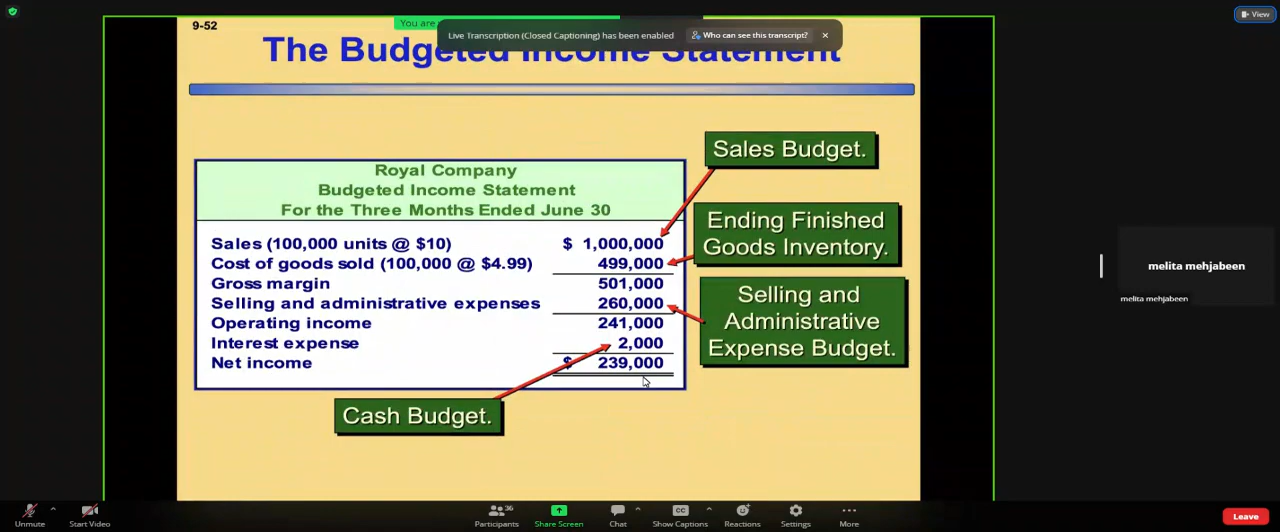 9-52
You are
Live Transcription (Closed Captioning) has been enabled
Who can see this transcript?
View
The Budgeted Income Statement
Sales Budget.
Royal Company
Budgeted Income Statement
For the Three Months Ended June 30
Ending Finished
Goods Inventory.
Sales (100,000 units @ $10) $ 1,000,000
Cost of goods sold (100,000 @ $4.99) 499,000
Gross margin 501,000
Selling and administrative expenses 260,000
Operating income 241,000
Interest expense 2,000
Net income $ 239,000
Selling and
Administrative
Expense Budget.
Cash Budget.
melita mehjabeen
melita mehjabeen
Unmute
Start Video
36
Participants
Share Screen
Chat
CC
Show Captions
Reactions
Settings
More
Leave